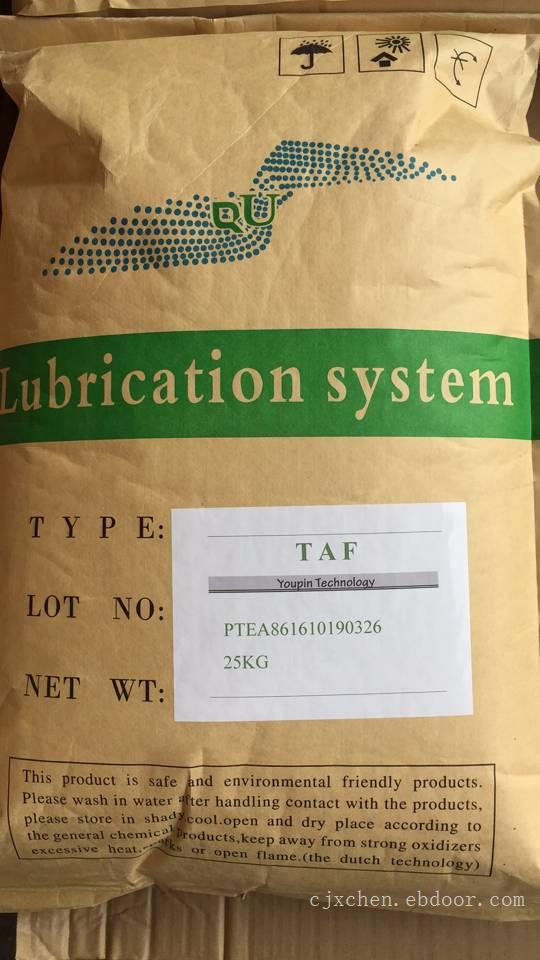 QU
Lubrication system
TYPE: TAF
Youpin Technology
LOT NO: PTEA861610190326
NET WT: 25KG
This product is safe and environmental friendly products.
Please wash in water after handling contact with the products,
please store in shady.cool.open and dry place according to
the general chemical products,keep away from strong oxidizers
excessive heat. or open flame.(the dutch technology)
cjxchen.ebdoor.com